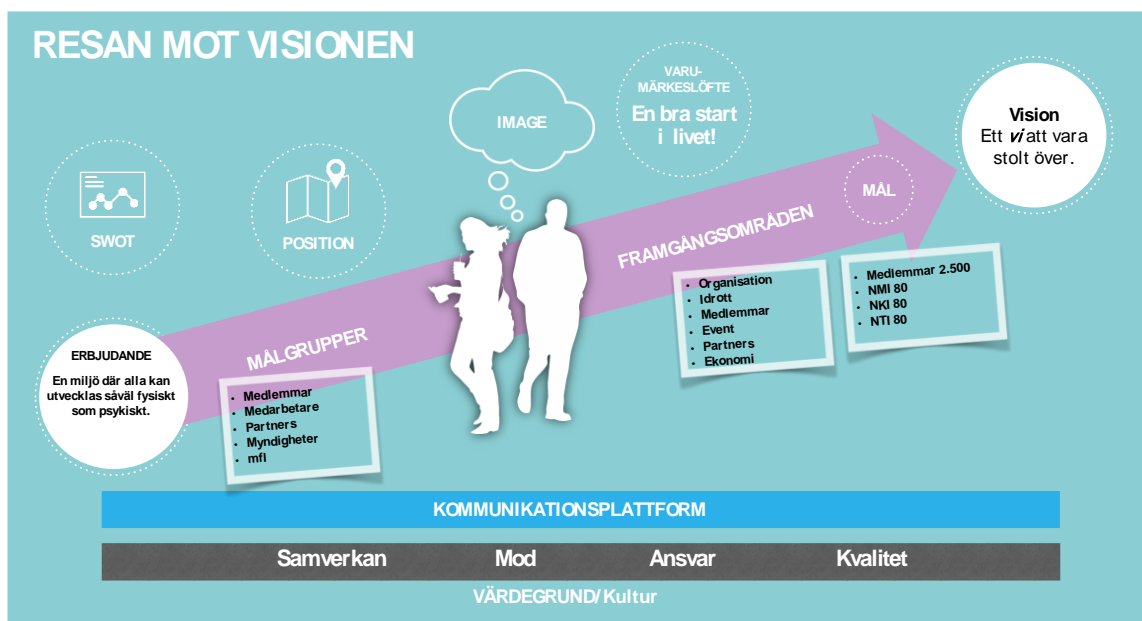 RESAN MOT VISIONEN
SWOT
POSITION
IMAGE
VARU-
MÄRKESLÖFTE
En bra start
i livet!
Vision
Ett vi att vara
stolt över.
MÅL
FRAMGÅNGSOMRÅDEN
• Organisation
• Idrott
• Medlemmar
• Event
• Partners
• Ekonomi
• Medlemmar 2.500
• NMI 80
• NKI 80
• NTI 80
ERBJUDANDE
En miljö där alla kan
utvecklas såväl fysiskt
som psykiskt.
MÅLGRUPPER
• Medlemmar
• Medarbetare
• Partners
• Myndigheter
• mfl
KOMMUNIKATIONSPLATTFORM
Samverkan Mod Ansvar Kvalitet
VÄRDEGRUND/Kultur